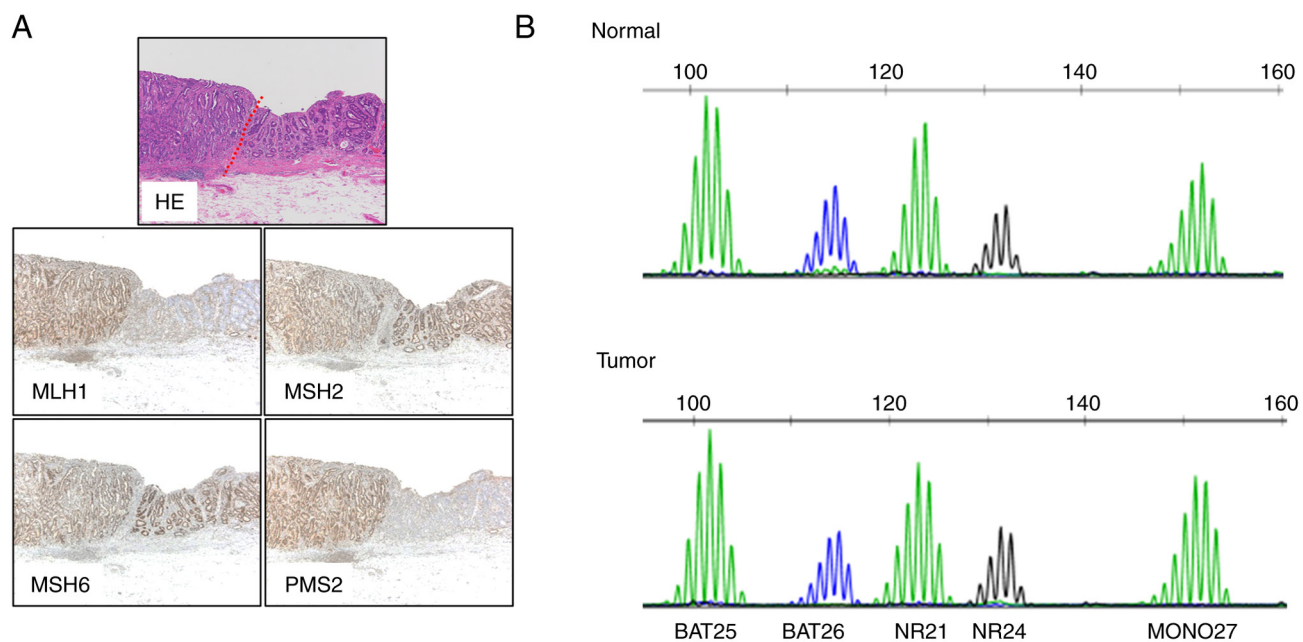 A
HE
MLH1
MSH2
MSH6
PMS2
B
Normal
100 120 140 160
Tumor
100 120 140 160
BAT25 BAT26 NR21 NR24 MONO27